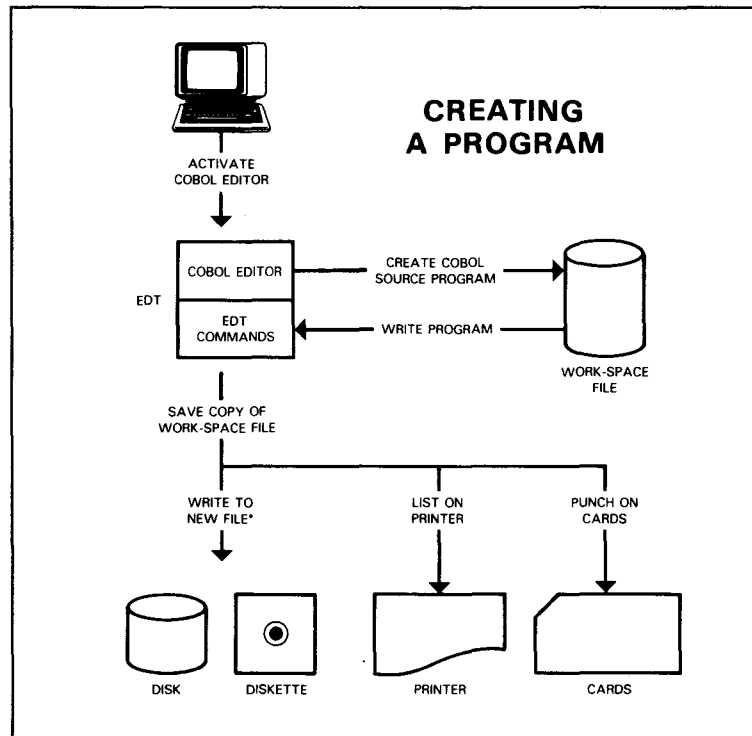 CREATING
A PROGRAM
ACTIVATE
COBOL EDITOR
COBOL EDITOR
EDT
EDT
COMMANDS
CREATE COBOL
SOURCE PROGRAM
WRITE PROGRAM
WORK-SPACE
FILE
SAVE COPY OF
WORK-SPACE FILE
WRITE TO
NEW FILE*
LIST ON
PRINTER
PUNCH ON
CARDS
DISK
DISKETTE
PRINTER
CARDS